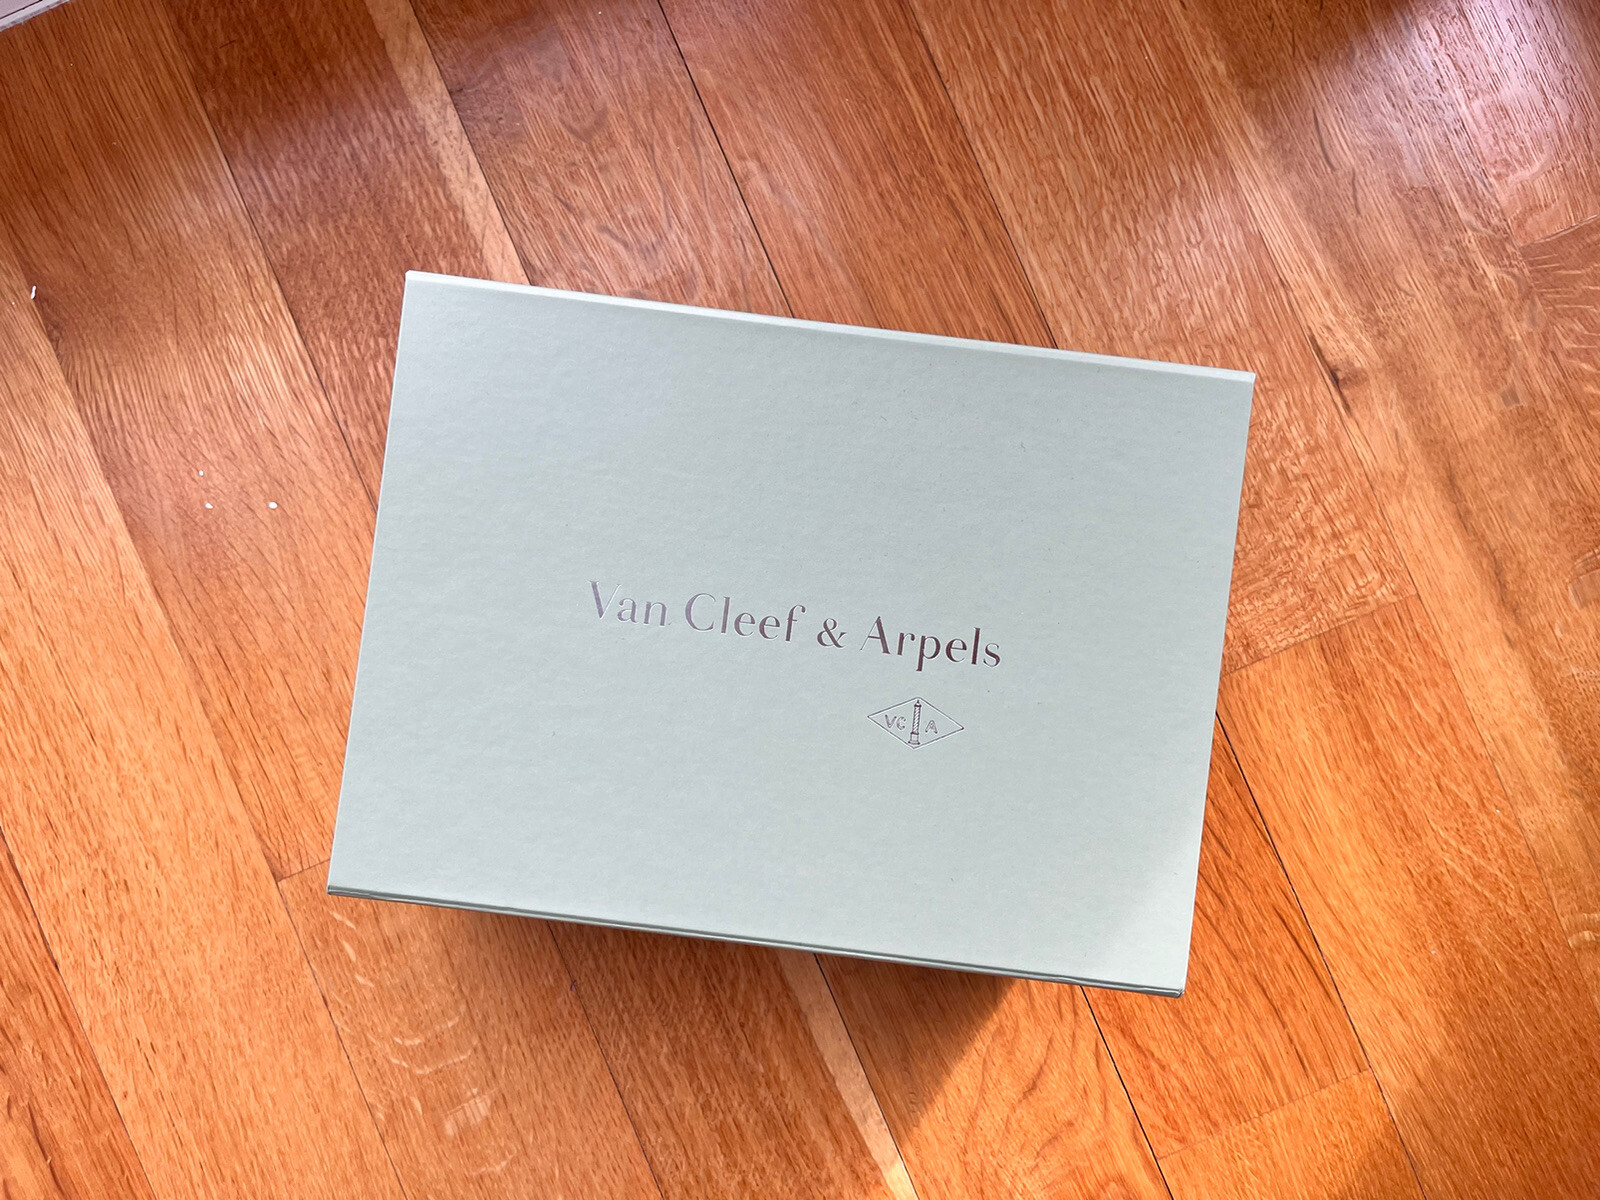 Van Cleef & Arpels
VC A